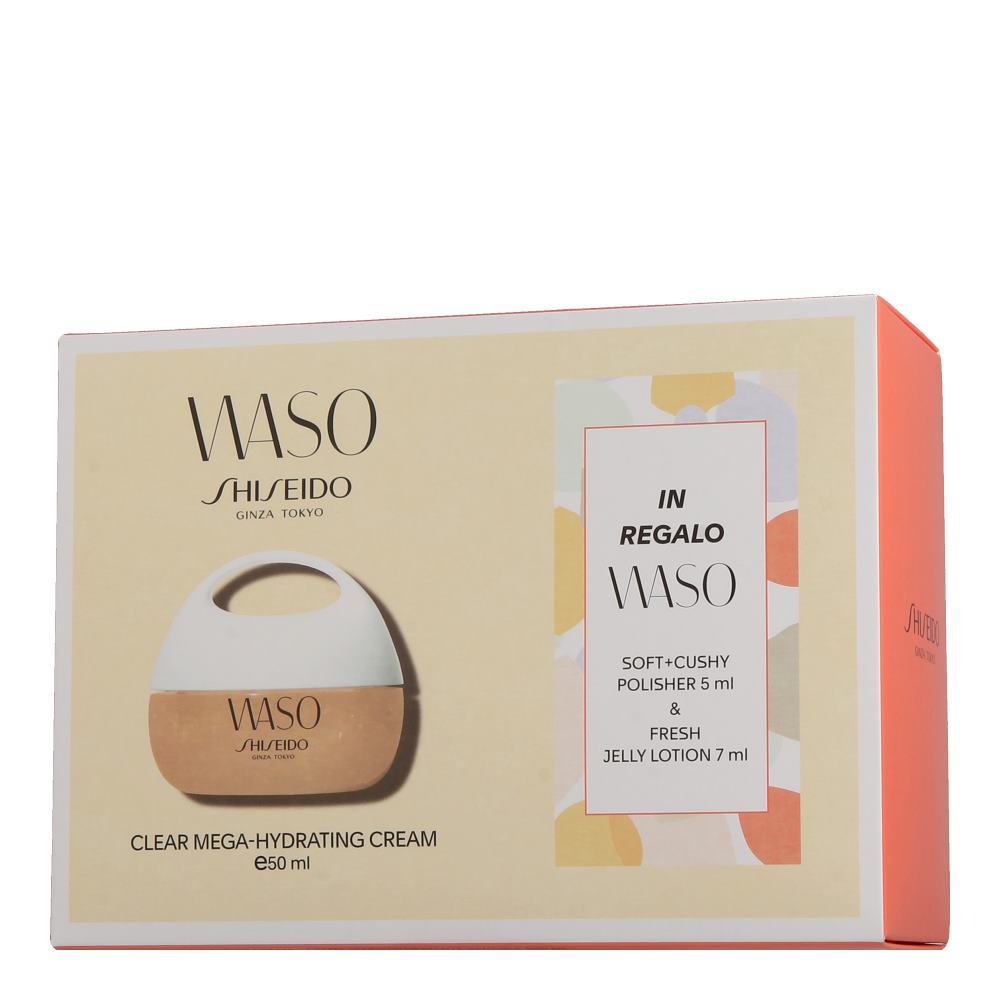 WASO
SHISEIDO
GINZA TOKYO
WASO
SHISEIDO
GINZA TOKYO
CLEAR MEGA-HYDRATING CREAM
℮50 ml
IN
REGALO
WASO
SOFT+CUSHY
POLISHER 5 ml
&
FRESH
JELLY LOTION 7 ml
SHISEIDO
GINZA TOKYO